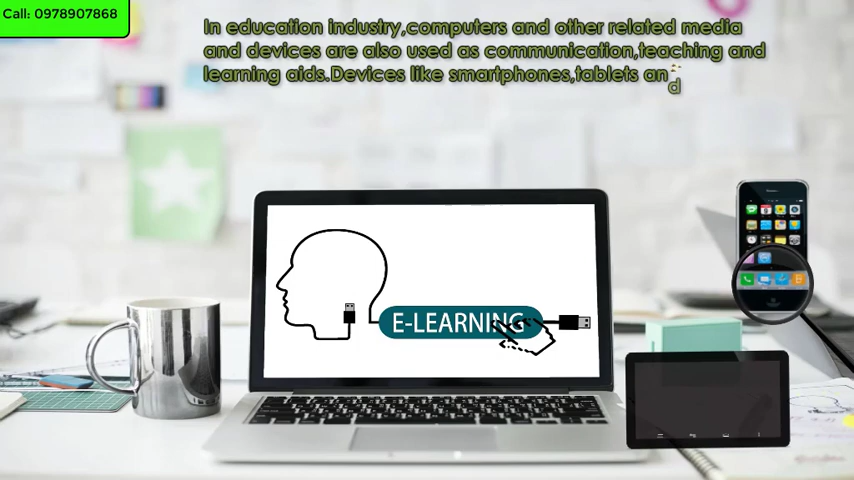 Call: 0978907868
In education industry,computers and other related media
and devices are also used as communication,teaching and
learning aids.Devices like smartphones,tablets and
E-LEARNING